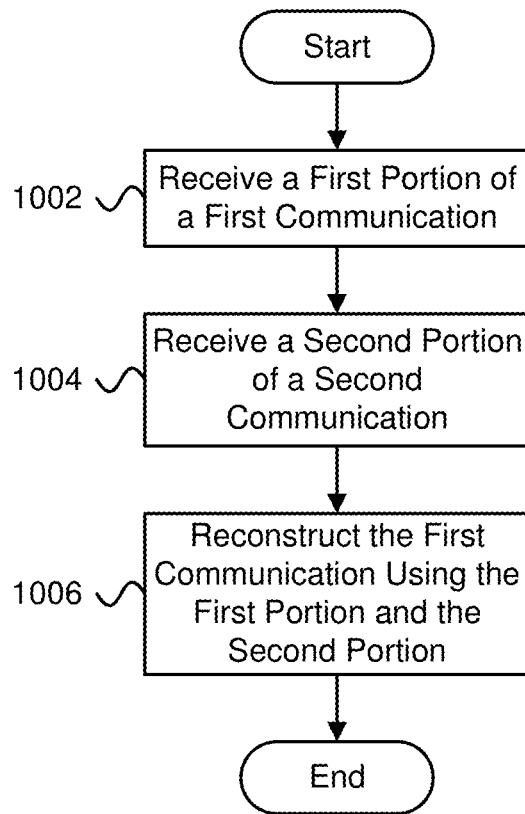 Start
1002
Receive a First Portion of
a First Communication
1004
Receive a Second Portion
of a Second
Communication
1006
Reconstruct the First
Communication Using the
First Portion and the
Second Portion
End